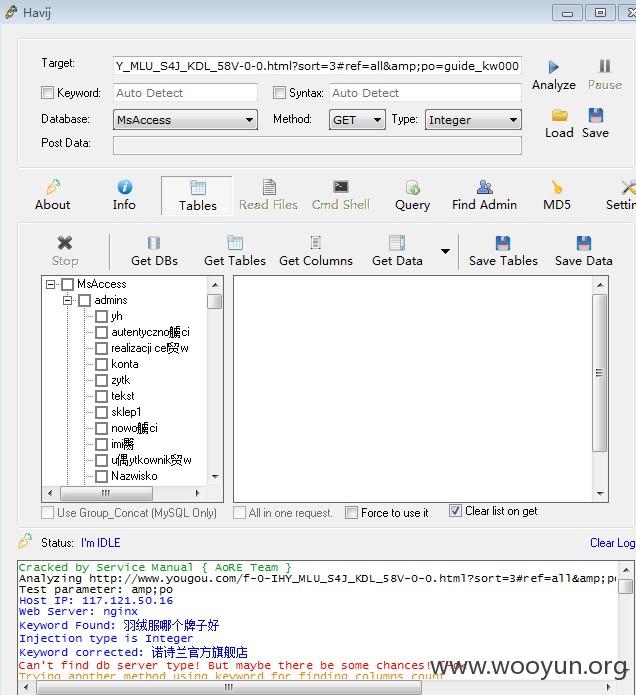 Havij
Target: Y_MLU_S4J_KDL_58V-0-0.html?sort=3#ref=all&amp;po=guide_kw000
Analyze Pause
Keyword: Auto Detect Syntax: Auto Detect
Database: MsAccess Method: GET Type: Integer
Load Save
Post Data:
About Info Tables Read Files Cmd Shell Query Find Admin MD5 Settin
Stop Get DBs Get Tables Get Columns Get Data Save Tables Save Data
MsAccess
admins
yh
autentyczno艣ci
realizacji cel贸w
konta
zytk
tekst
sklep1
nowo艣ci
imi
u偶ytkownik贸w
Nazwisko
Use Group_Concat (MySQL Only) All in one request. Force to use it Clear list on get
Status: I'm IDLE Clear Log
Cracked by Service Manual { AoRE Team }
Analyzing http://www.yougou.com/f-0-IHY_MLU_S4J_KDL_58V-0-0.html?sort=3#ref=all&amp;po
Test parameter: amp;po
Host IP: 117.121.50.16
Web Server: nginx
Keyword Found: 羽绒服哪个牌子好
Injection type is Integer
Keyword corrected: 诺诗兰官方旗舰店
Can't find db server type! But maybe there be some chances!
Trying another method using keyword for finding columns count
www.wooyun.org